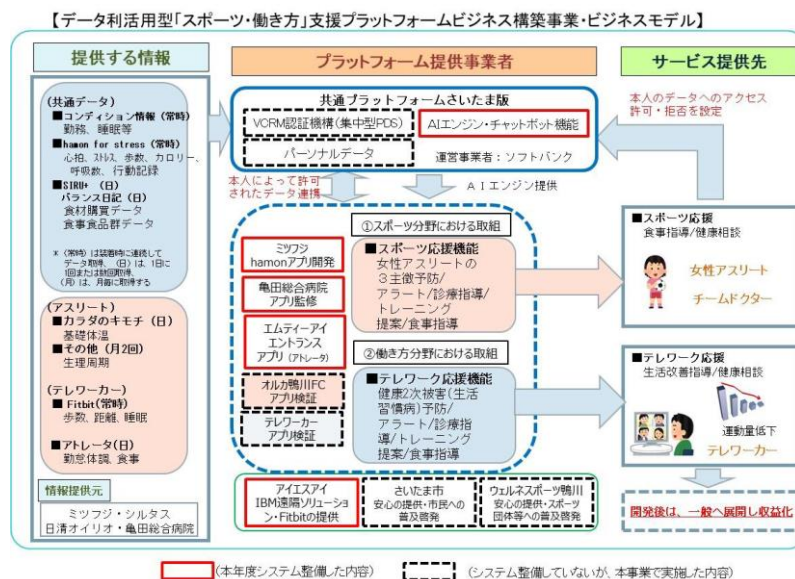 【データ利活用型「スポーツ・働き方」支援プラットフォームビジネス構築事業・ビジネスモデル】
提供する情報
(共通データ)
■コンディション情報(常時)
勤務、睡眠等
■hamon for stress(常時)
心拍、ストレス、歩数、カロリー、
呼吸数、行動記録
■SIRU+ (日)
バランス日記(日)
食材購買データ
食事食品群データ
* (常時)は装着時に連続して
データ取得、(日)は、1日に
1回または数回取得、
(月)は、月毎に取得する
(アスリート)
■カラダのキモチ(日)
基礎体温
■その他(月2回)
生理周期
(テレワーカー)
■Fitbit(常時)
歩数、距離、睡眠
■アトレータ(日)
勤怠体調、食事
情報提供元
ミツフジ・シルタス
日清オイリオ・亀田総合病院
プラットフォーム提供事業者
共通プラットフォームさいたま版
VCRM認証機構(集中型PDS)
AIエンジン・チャットボット機能
パーソナルデータ
運営事業者:ソフトバンク
本人によって許可
されたデータ連携
AIエンジン提供
①スポーツ分野における取組
ミツフジ
hamonアプリ開発
亀田総合病院
アプリ監修
エムティーアイ
エントランス
アプリ(アトレータ)
オルカ鴨川FC
アプリ検証
テレワーカー
アプリ検証
■スポーツ応援機能
女性アスリートの
3主徴予防/
アラート/診療指導/
トレーニング
提案/食事指導
②働き方分野における取組
■テレワーク応援機能
健康2次被害(生活
習慣病)予防/
アラート/診療指
導/トレーニング
提案/食事指導
アイエスアイ
IBM遠隔ソリューショ
ン・Fitbitの提供
さいたま市
安心の提供・市民への
普及啓発
ウェルネススポーツ鴨川
安心の提供・スポーツ
団体等への普及啓発
サービス提供先
本人のデータへのアクセス
許可・拒否を設定
■スポーツ応援
食事指導/健康相談
女性アスリート
チームドクター
■テレワーク応援
生活改善指導/健康相談
運動量低下
テレワーカー
開発後は、一般へ展開し収益化
(本年度システム整備した内容)
(システム整備していないが、本事業で実施した内容)